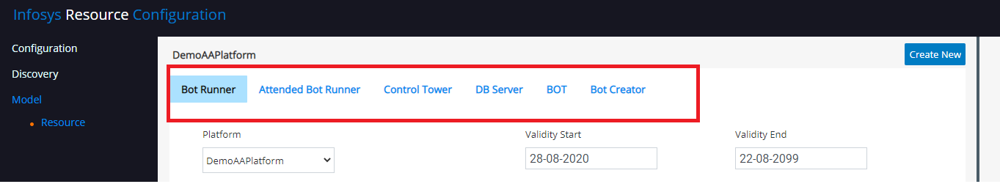 Infosys Resource Configuration
Configuration
Discovery
Model
Resource
DemoAAPlatform
Create New
Bot Runner Attended Bot Runner Control Tower DB Server BOT Bot Creator
Platform Validity Start Validity End
DemoAAPlatform 28-08-2020 22-08-2099